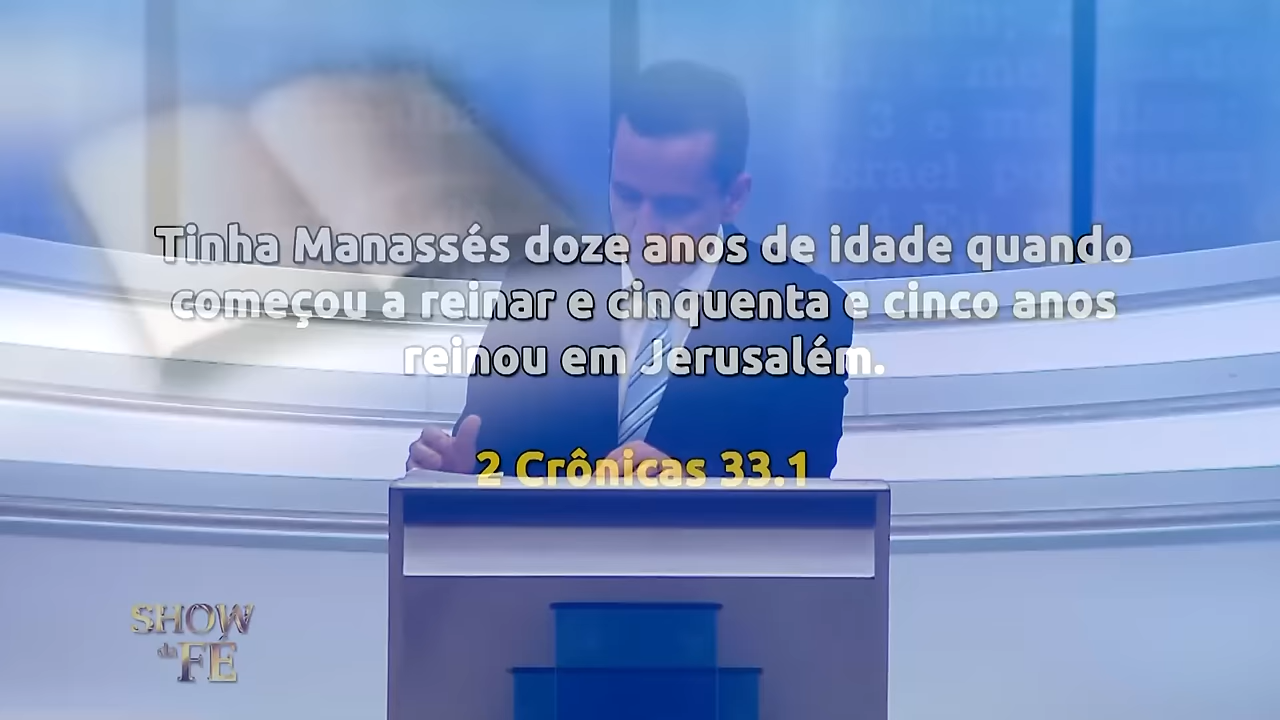 Tinha Manassés doze anos de idade quando
começou a reinar e cinquenta e cinco anos
reinou em Jerusalém.
2 Crônicas 33.1
SHOW
da FÉ